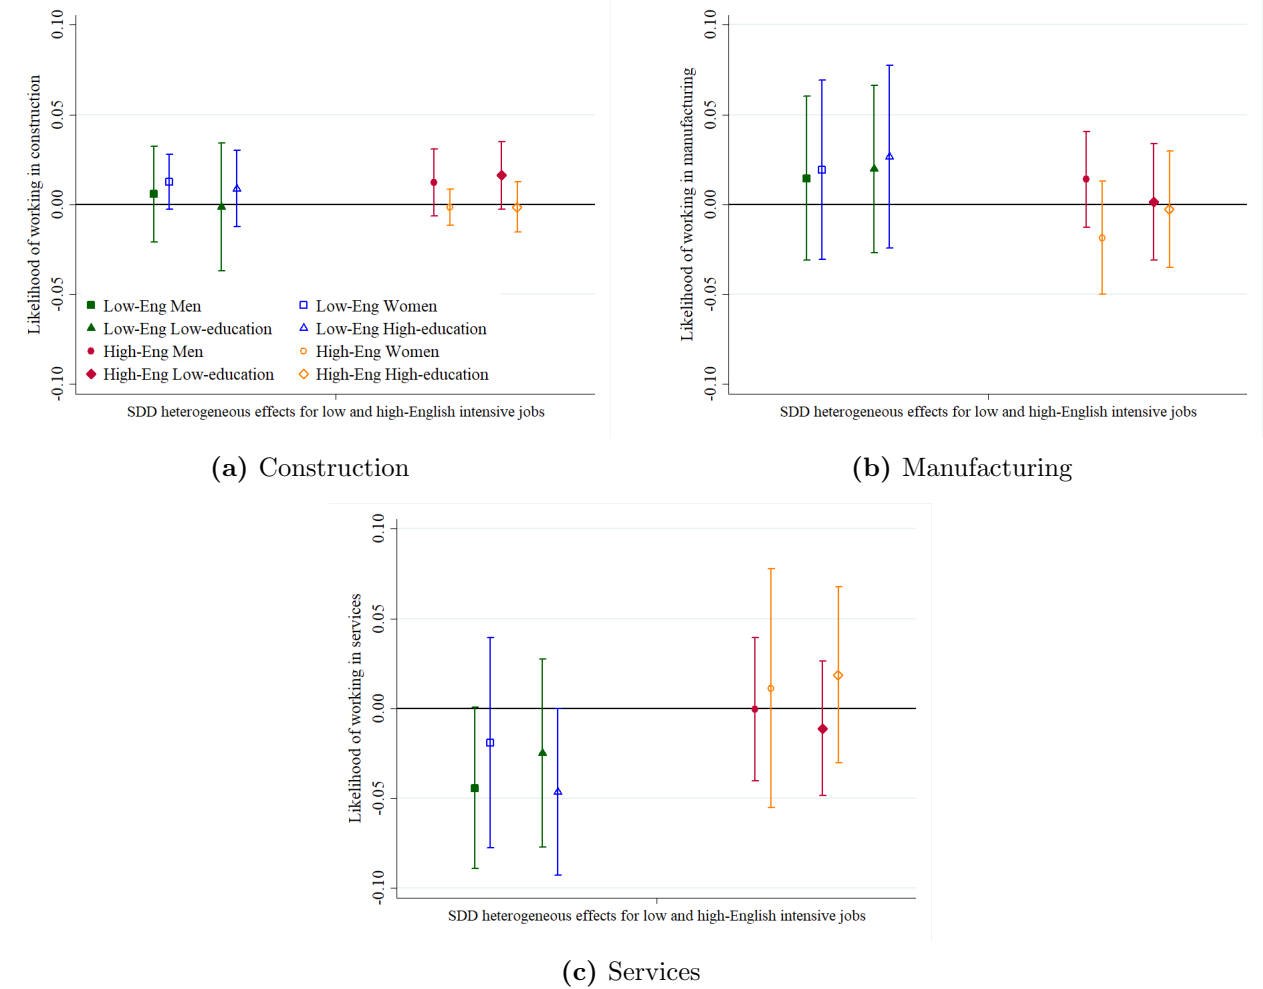 0.10
0.05
0.00
-0.05
-0.10
Likelihood of working in construction
Low-Eng Men
Low-Eng Women
Low-Eng Low-education
Low-Eng High-education
High-Eng Men
High-Eng Women
High-Eng Low-education
High-Eng High-education
SDD heterogeneous effects for low and high-English intensive jobs
(a) Construction
0.10
0.05
0.00
-0.05
-0.10
Likelihood of working in manufacturing
SDD heterogeneous effects for low and high-English intensive jobs
(b) Manufacturing
0.10
0.05
0.00
-0.05
-0.10
Likelihood of working in services
SDD heterogeneous effects for low and high-English intensive jobs
(c) Services